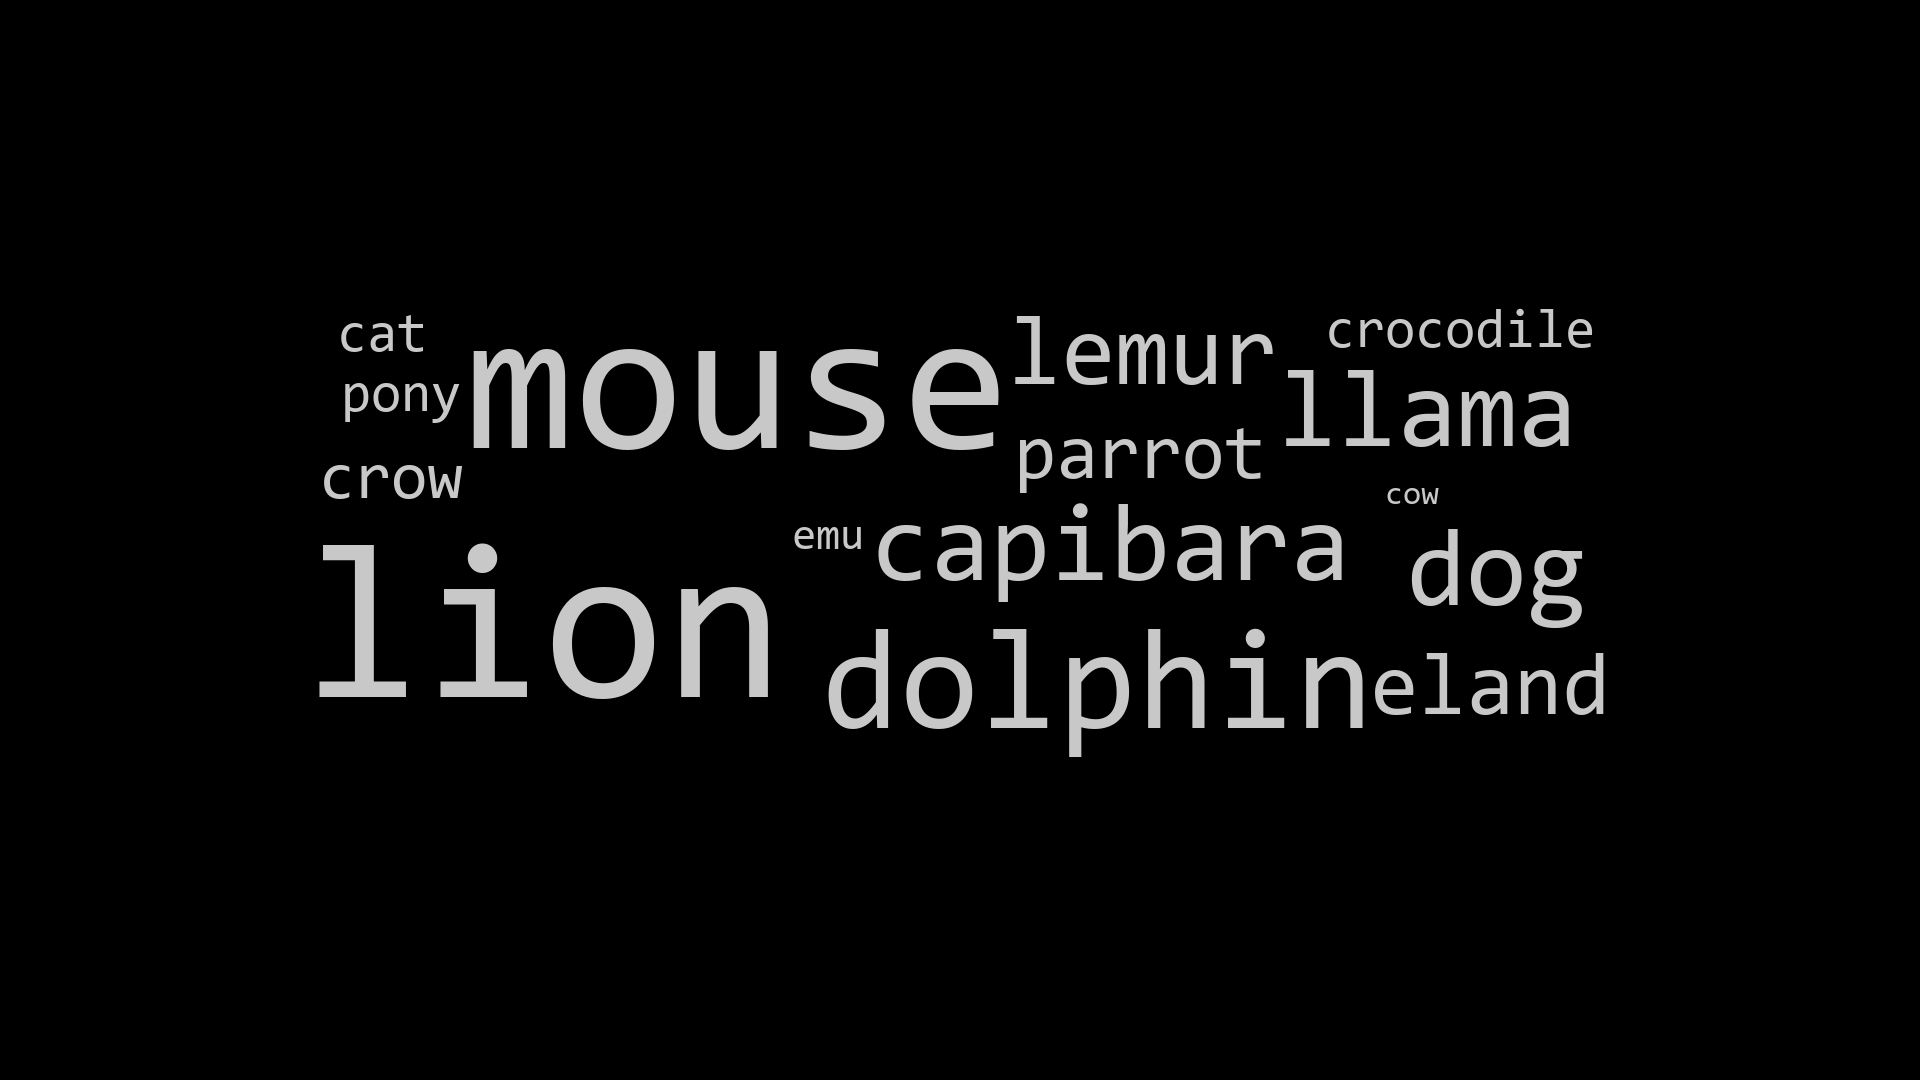 cat
pony
crow
mouse
lemur
parrot
crocodile
llama
cow
lion
emu
capibara
dog
dolphin
eland